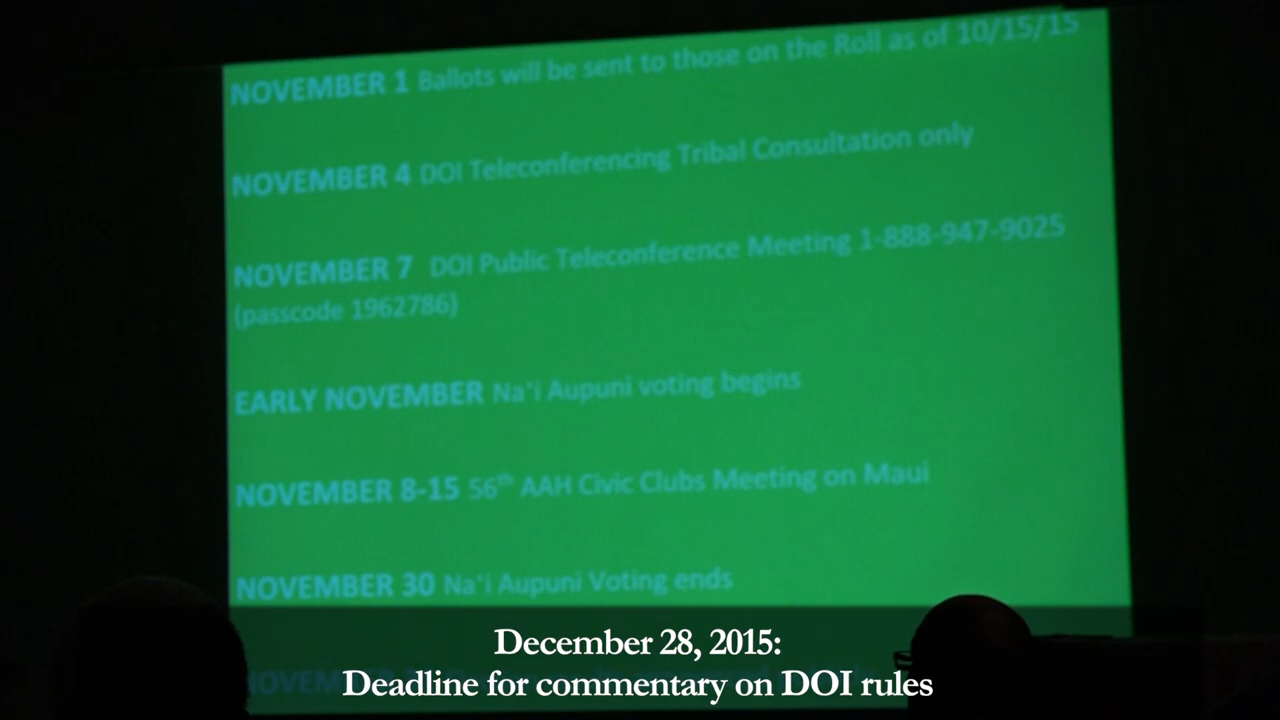 NOVEMBER 1 Ballots will be sent to those on the Roll as of 10/15/15
NOVEMBER 4 DOI Teleconferencing Tribal Consultation only
NOVEMBER 7 DOI Public Teleconference Meeting 1-888-947-9025
(passcode 1962786)
EARLY NOVEMBER Na'i Aupuni voting begins
NOVEMBER 8-15 56th AAH Civic Clubs Meeting on Maui
NOVEMBER 30 Na'i Aupuni Voting ends
December 28, 2015:
Deadline for commentary on DOI rules